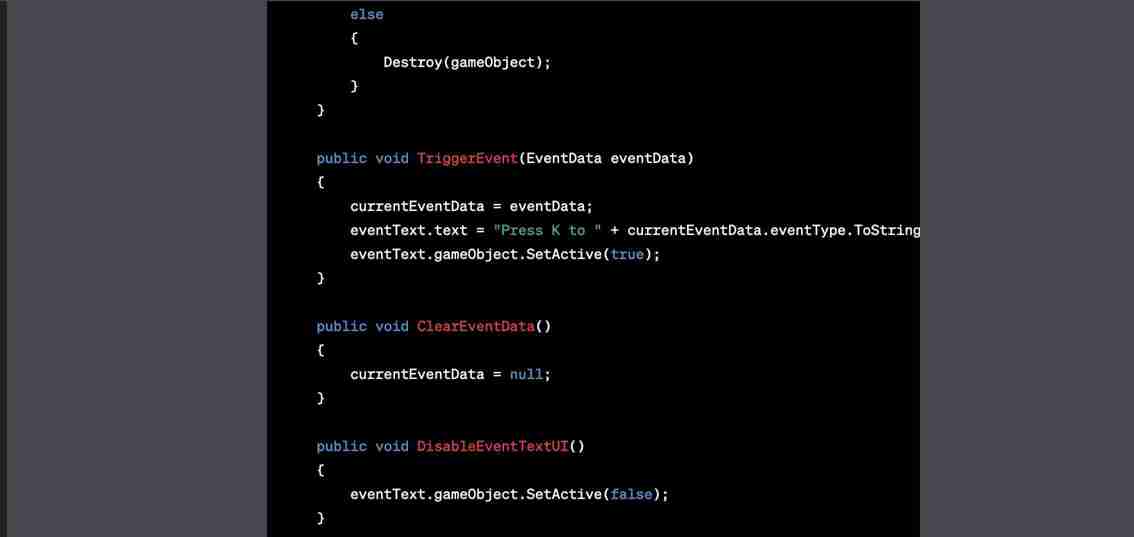 else
{
Destroy(gameObject);
}
}
public void TriggerEvent(EventData eventData)
{
currentEventData = eventData;
eventText.text = "Press K to " + currentEventData.eventType.ToString
eventText.gameObject.SetActive(true);
}
public void ClearEventData()
{
currentEventData = null;
}
public void DisableEventTextUI()
{
eventText.gameObject.SetActive(false);
}